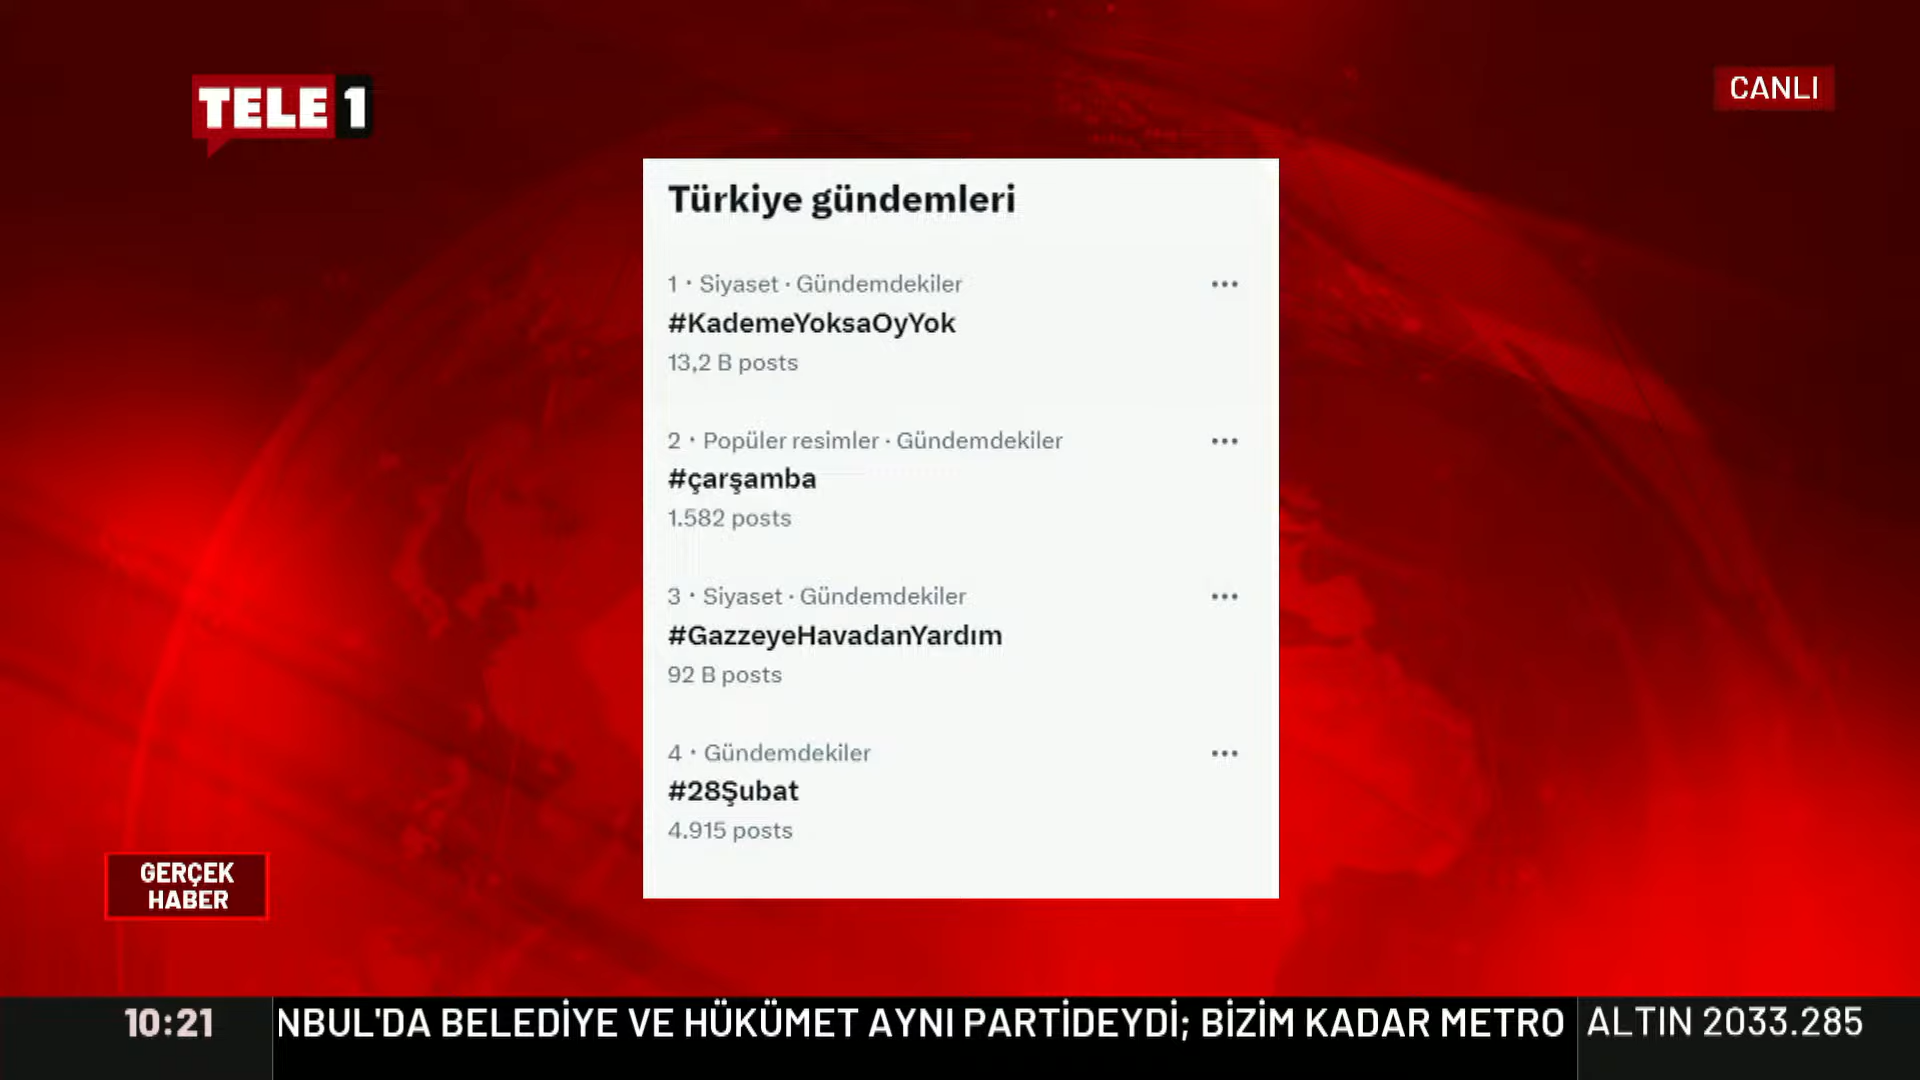 TELE 1
CANLI
Türkiye gündemleri
1 · Siyaset · Gündemdekiler
#KademeYoksaOyYok
13,2 B posts
2 · Popüler resimler · Gündemdekiler
#çarşamba
1.582 posts
3 · Siyaset · Gündemdekiler
#GazzeyeHavadanYardım
92 B posts
4 · Gündemdekiler
#28Şubat
4.915 posts
GERÇEK
HABER
10:21
NBUL'DA BELEDİYE VE HÜKÜMET AYNI PARTİDEYDİ; BİZİM KADAR METRO
ALTIN 2033.285